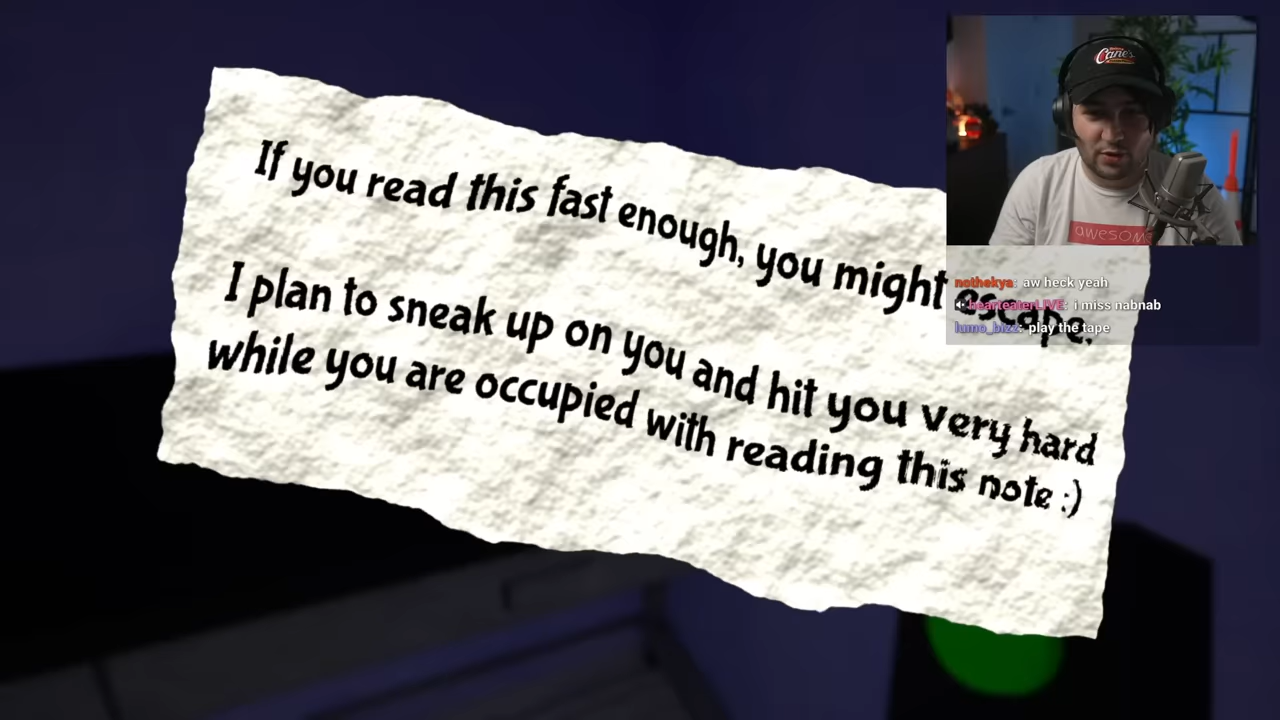 If you read this fast enough, you might escape.
I plan to sneak up on you and hit you very hard
while you are occupied with reading this note :)
Cane's
awesom
nothekya: aw heck yeah
hearteaterLIVE: i miss nabnab
play the tape